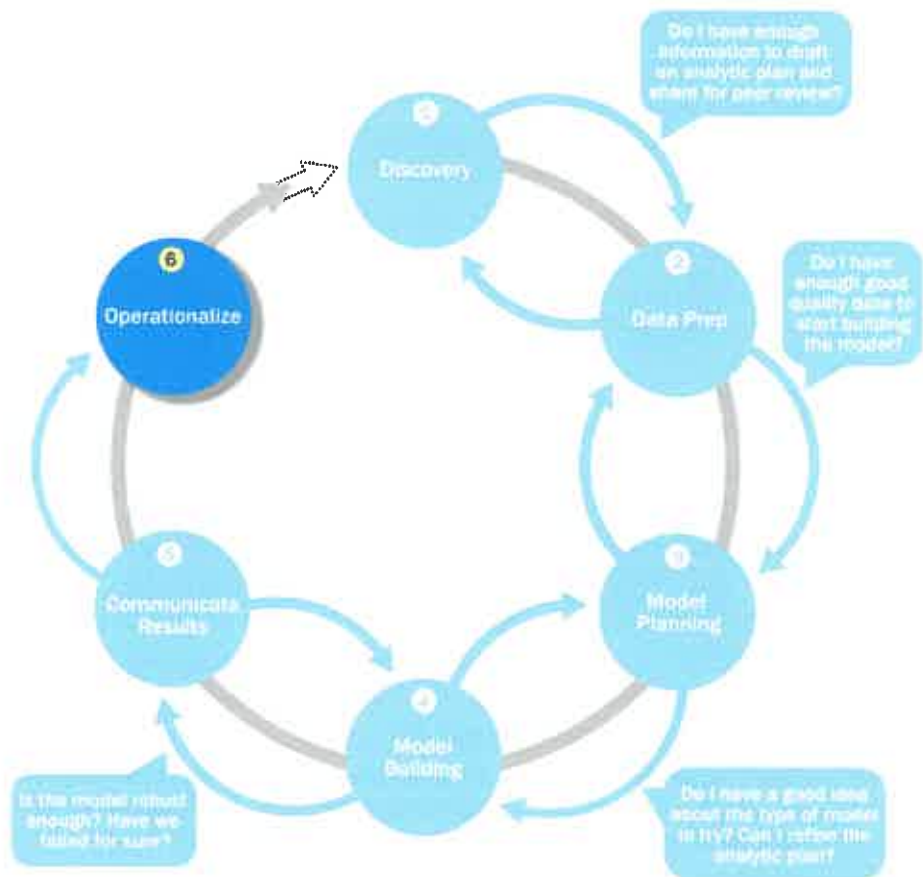 Do I have enough
information to draft
an analytic plan and
share for peer review?
1
Discovery
6
Operationalize
2
Data Prep
Do I have
enough good
quality data to
start building
the model?
5
Communicate
Results
3
Model
Planning
4
Model
Building
Is the model robust
enough? Have we
failed for sure?
Do I have a good idea
about the type of model
to try? Can I refine the
analytic plan?